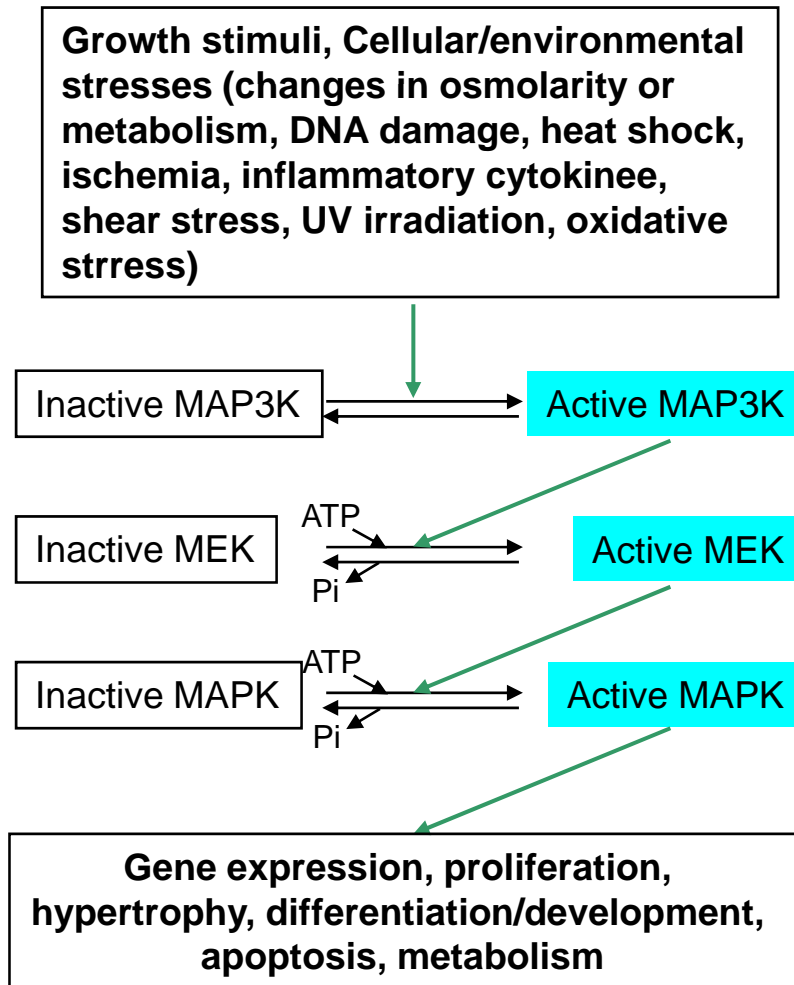 Growth stimuli, Cellular/environmental
stresses (changes in osmolarity or
metabolism, DNA damage, heat shock,
ischemia, inflammatory cytokinee,
shear stress, UV irradiation, oxidative
strress)
Inactive MAP3K
Active MAP3K
ATP
Inactive MEK
Active MEK
Pi
ATP
Inactive MAPK
Active MAPK
Pi
Gene expression, proliferation,
hypertrophy, differentiation/development,
apoptosis, metabolism